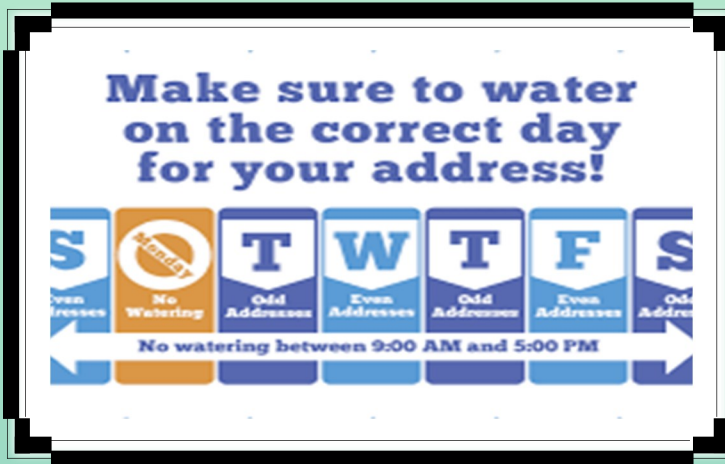 Make sure to water
on the correct day
for your address!
S Monday T W T F S
No Odd Even Odd Even
Watering Addresses Addresses Addresses Addresses
No watering between 9:00 AM and 5:00 PM